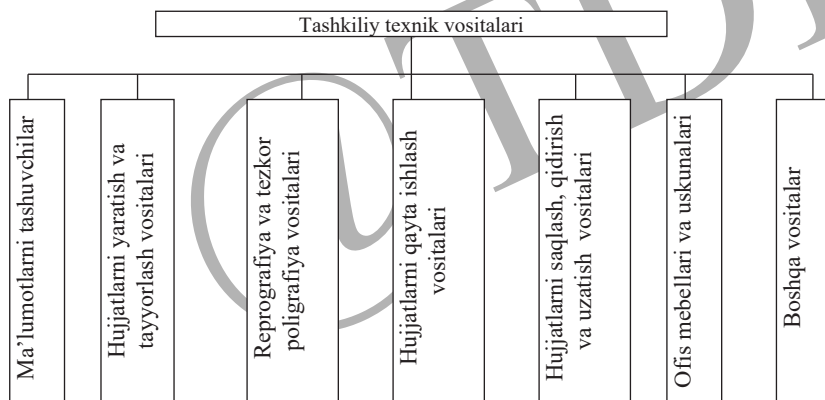 Tashkiliy texnik vositalari
Ma’lumotlarni tashuvchilar
Hujjatlarni yaratish va
tayyorlash vositalari
Reprografiya va tezkor
poligrafiya vositalari
Hujjatlarni qayta ishlash
vositalari
Hujjatlarni saqlash, qidirish
va uzatish vositalari
Ofis mebellari va uskunalari
Boshqa vositalar